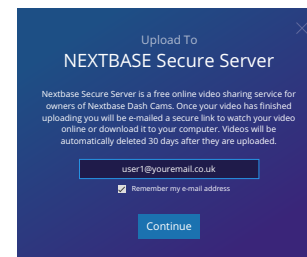 Upload To
NEXTBASE Secure Server
Nextbase Secure Server is a free online video sharing service for
owners of Nextbase Dash Cams. Once your video has finished
uploading you will be e-mailed a secure link to watch your video
online or download it to your computer. Videos will be
automatically deleted 30 days after they are uploaded.
user1@youremail.co.uk
Remember my e-mail address
Continue